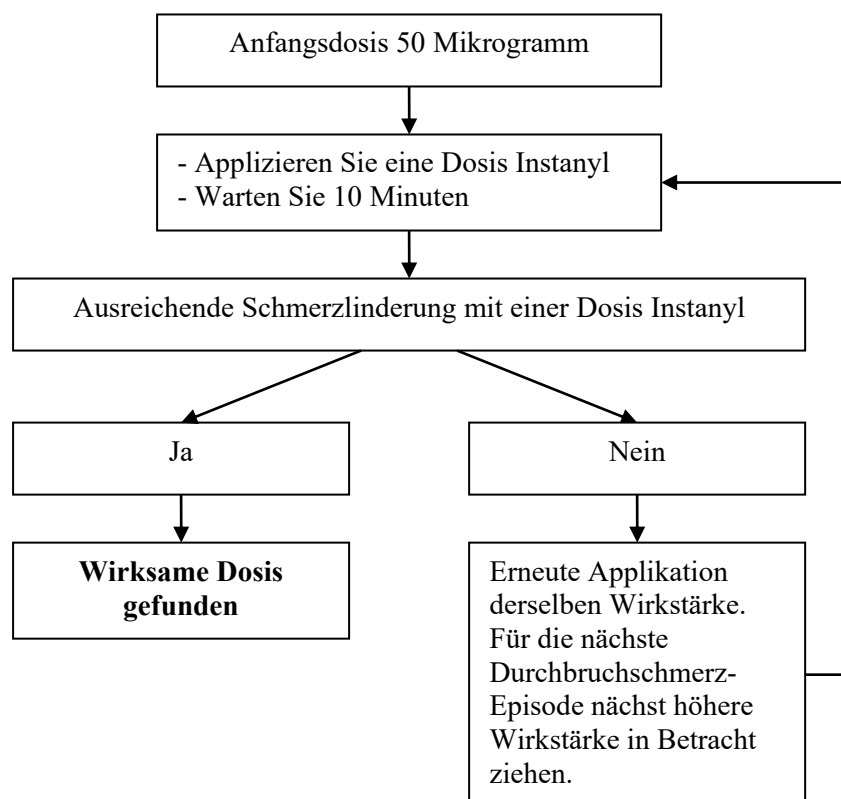 Anfangsdosis 50 Mikrogramm
- Applizieren Sie eine Dosis Instanyl
- Warten Sie 10 Minuten
Ausreichende Schmerzlinderung mit einer Dosis Instanyl
Ja
Nein
Wirksame Dosis
gefunden
Erneute Applikation
derselben Wirkstärke.
Für die nächste
Durchbruchschmerz-
Episode nächst höhere
Wirkstärke in Betracht
ziehen.